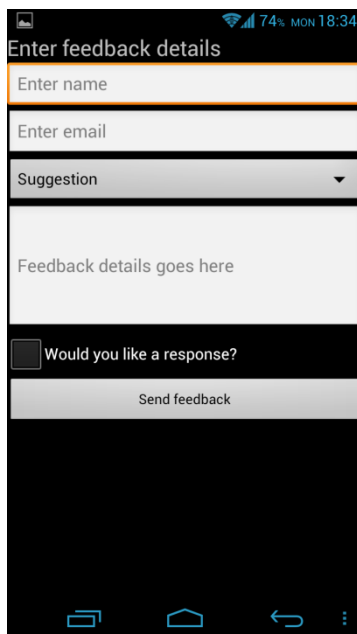 74% MON 18:34
Enter feedback details
Enter name
Enter email
Suggestion
Feedback details goes here
Would you like a response?
Send feedback